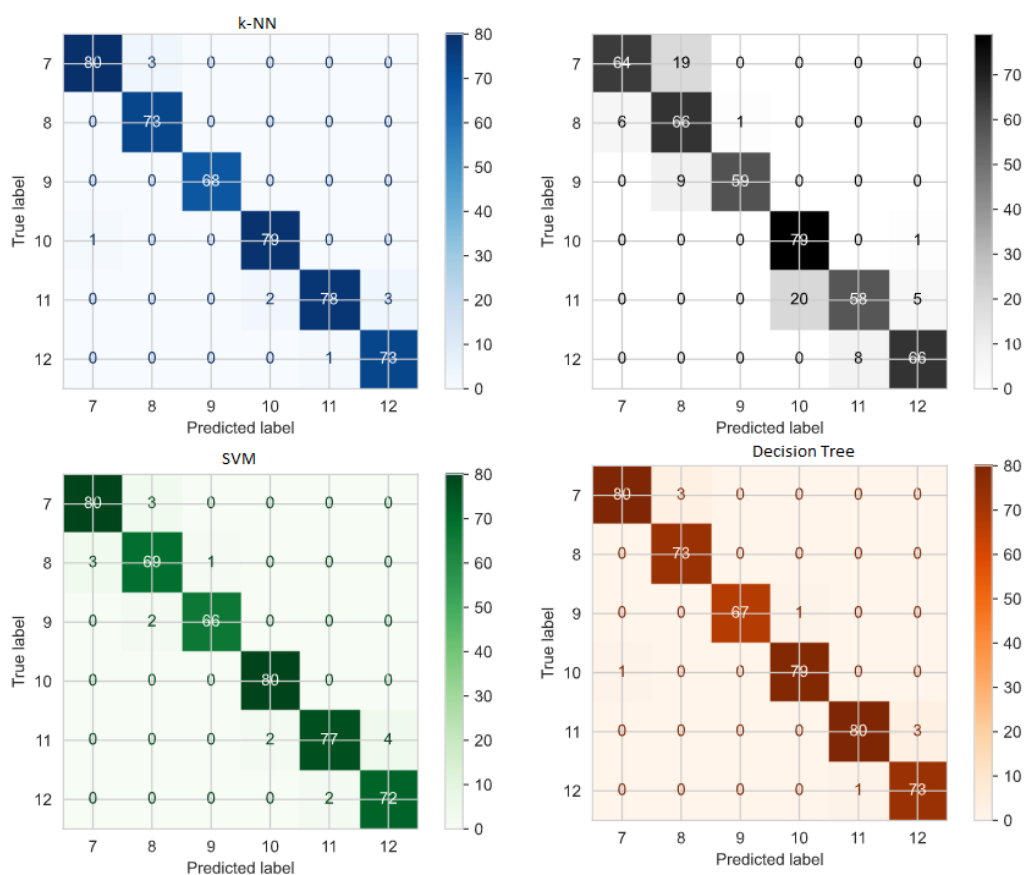 k-NN
7 80 3 0 0 0 0
8 0 73 0 0 0 0
9 0 0 68 0 0 0
10 1 0 0 79 0 0
11 0 0 0 2 78 3
12 0 0 0 0 1 73
7 8 9 10 11 12
True label
Predicted label
80
70
60
50
40
30
20
10
0
7 64 19 0 0 0 0
8 6 66 1 0 0 0
9 0 9 59 0 0 0
10 0 0 0 79 0 1
11 0 0 0 20 58 5
12 0 0 0 0 8 66
7 8 9 10 11 12
True label
Predicted label
70
60
50
40
30
20
10
0
SVM
7 80 3 0 0 0 0
8 3 69 1 0 0 0
9 0 2 66 0 0 0
10 0 0 0 80 0 0
11 0 0 0 2 77 4
12 0 0 0 0 2 72
7 8 9 10 11 12
True label
Predicted label
80
70
60
50
40
30
20
10
0
Decision Tree
7 80 3 0 0 0 0
8 0 73 0 0 0 0
9 0 0 67 1 0 0
10 1 0 0 79 0 0
11 0 0 0 0 80 3
12 0 0 0 0 1 73
7 8 9 10 11 12
True label
Predicted label
80
70
60
50
40
30
20
10
0